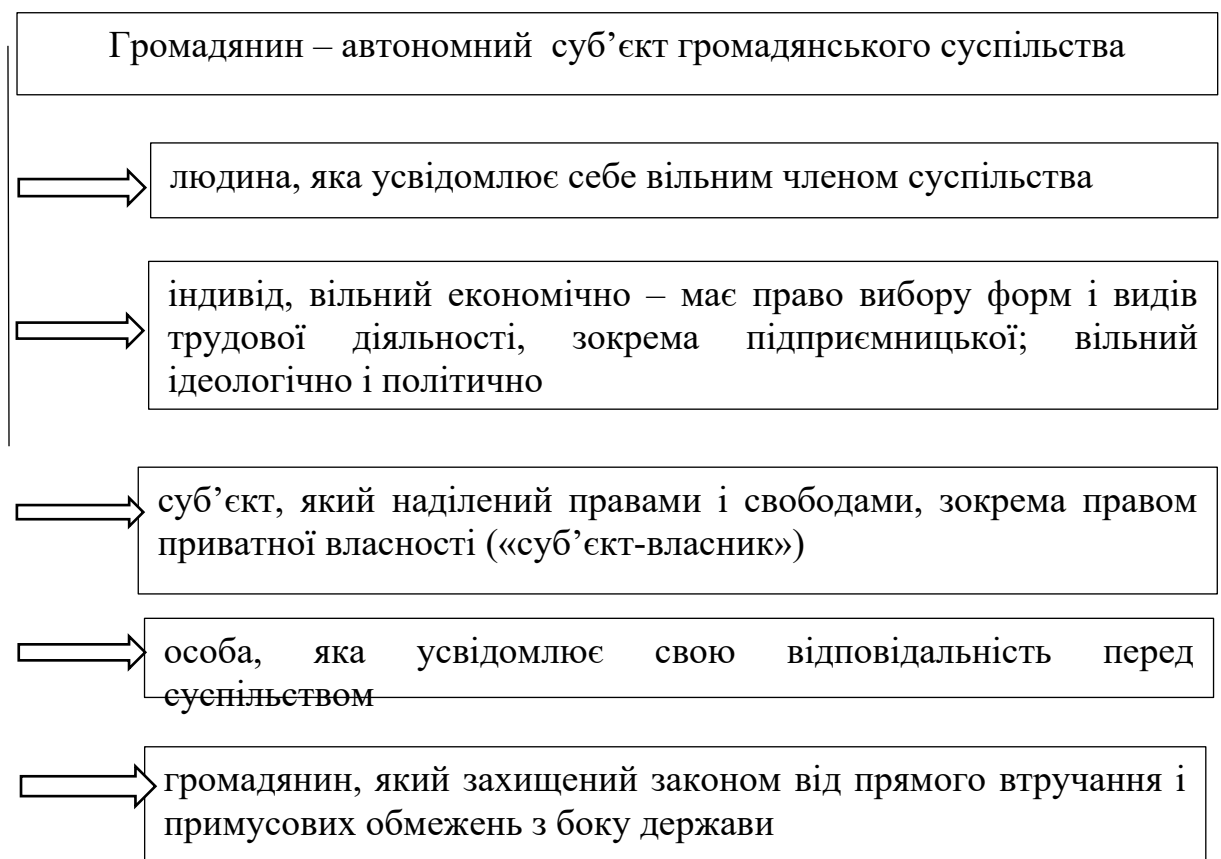 Громадянин – автономний суб’єкт громадянського суспільства
людина, яка усвідомлює себе вільним членом суспільства
індивід, вільний економічно – має право вибору форм і видів
трудової діяльності, зокрема підприємницької; вільний
ідеологічно і політично
суб’єкт, який наділений правами і свободами, зокрема правом
приватної власності («суб’єкт-власник»)
особа, яка усвідомлює свою відповідальність перед
суспільством
громадянин, який захищений законом від прямого втручання і
примусових обмежень з боку держави